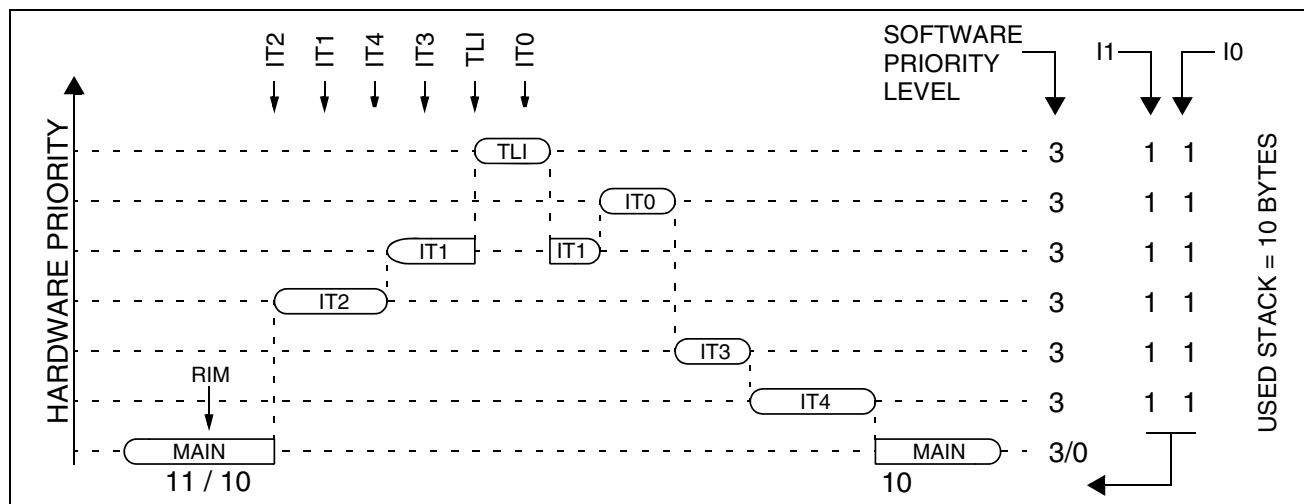 IT2
IT1
IT4
IT3
TLI
IT0
SOFTWARE
PRIORITY
LEVEL
I1
I0
HARDWARE PRIORITY
USED STACK = 10 BYTES
TLI
3
1 1
IT0
3
1 1
IT1
IT1
3
1 1
IT2
3
1 1
IT3
3
1 1
RIM
IT4
3
1 1
MAIN
MAIN
3/0
11 / 10
10